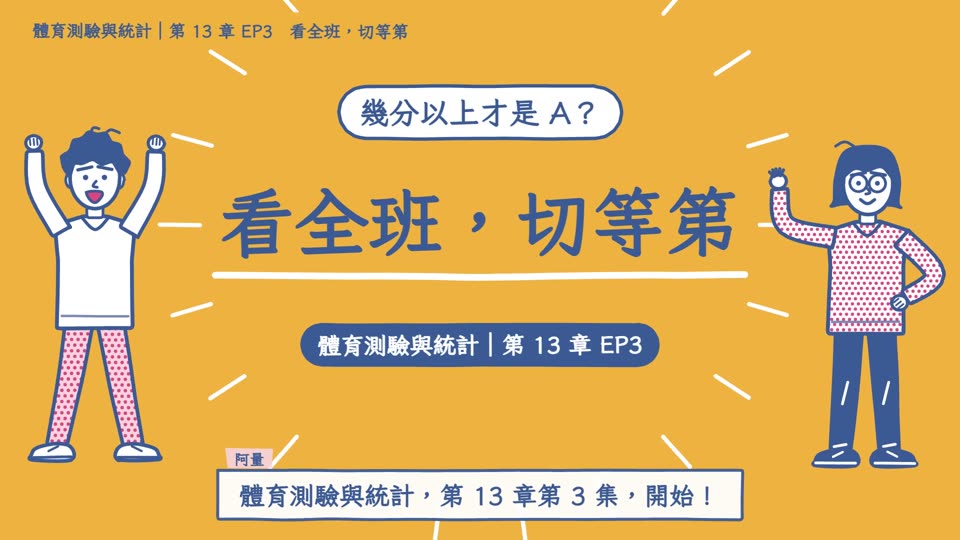 體育測驗與統計｜第 13 章 EP3　看全班，切等第
幾分以上才是 A？
看全班，切等第
體育測驗與統計｜第 13 章 EP3
阿量
體育測驗與統計，第 13 章第 3 集，開始！